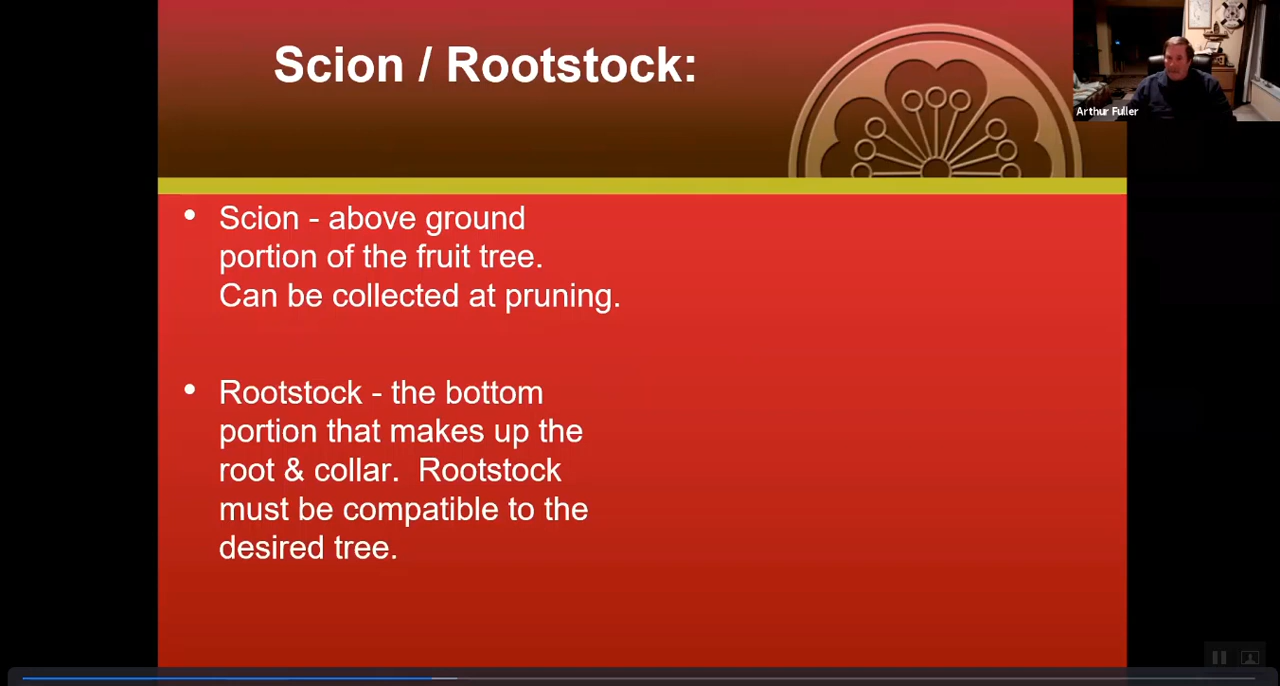 Scion / Rootstock:
Arthur Fuller
• Scion - above ground
portion of the fruit tree.
Can be collected at pruning.
• Rootstock - the bottom
portion that makes up the
root & collar.  Rootstock
must be compatible to the
desired tree.